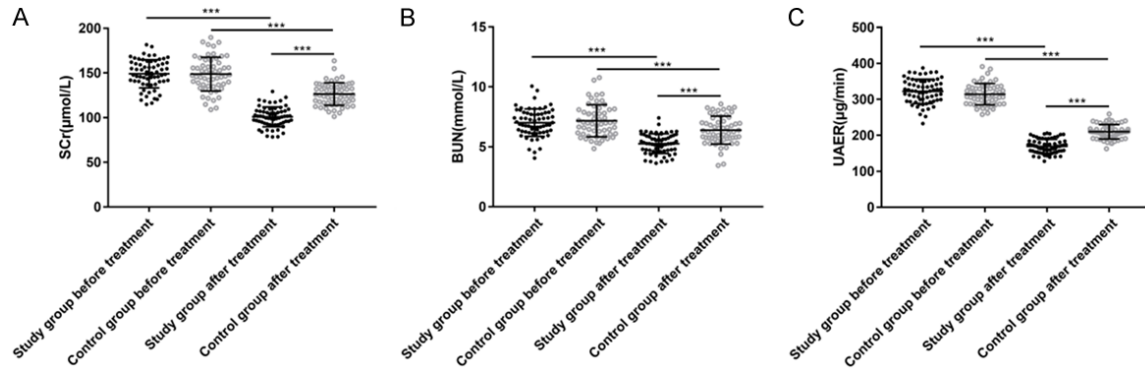 A
SCr(μmol/L)
200
150
100
50
0
***
***
***
Study group before treatment
Control group before treatment
Study group after treatment
Control group after treatment
B
BUN(mmol/L)
15
10
5
0
***
***
***
Study group before treatment
Control group before treatment
Study group after treatment
Control group after treatment
C
UAER(μg/min)
500
400
300
200
100
0
***
***
***
Study group before treatment
Control group before treatment
Study group after treatment
Control group after treatment